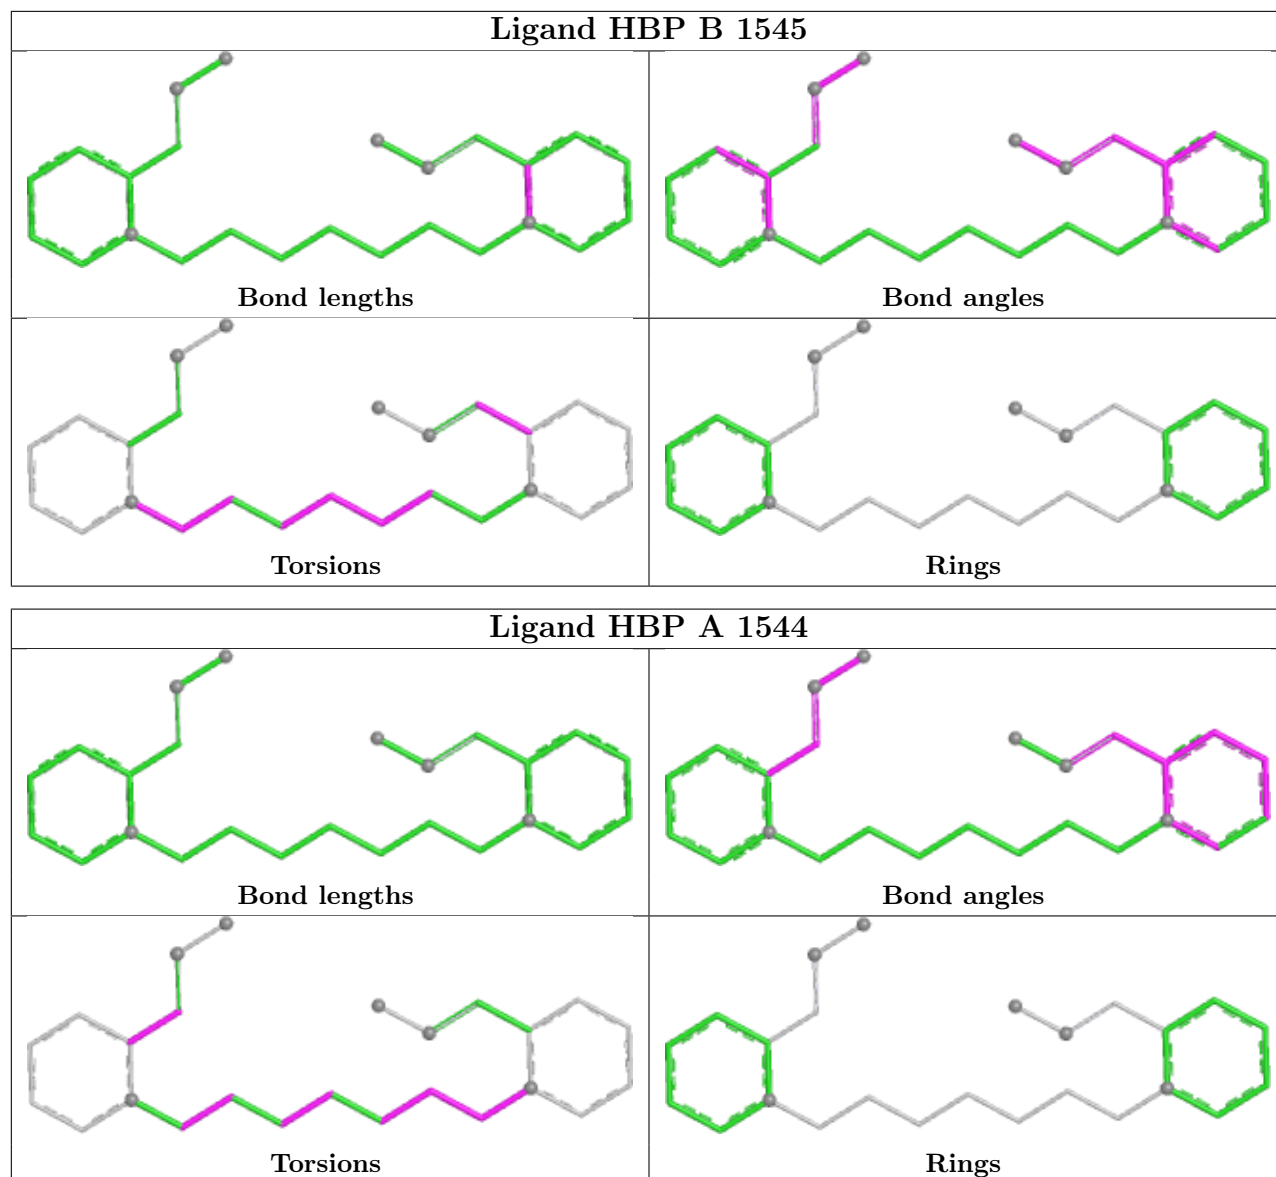 Ligand HBP B 1545
Bond lengths
Bond angles
Torsions
Rings
Ligand HBP A 1544
Bond lengths
Bond angles
Torsions
Rings